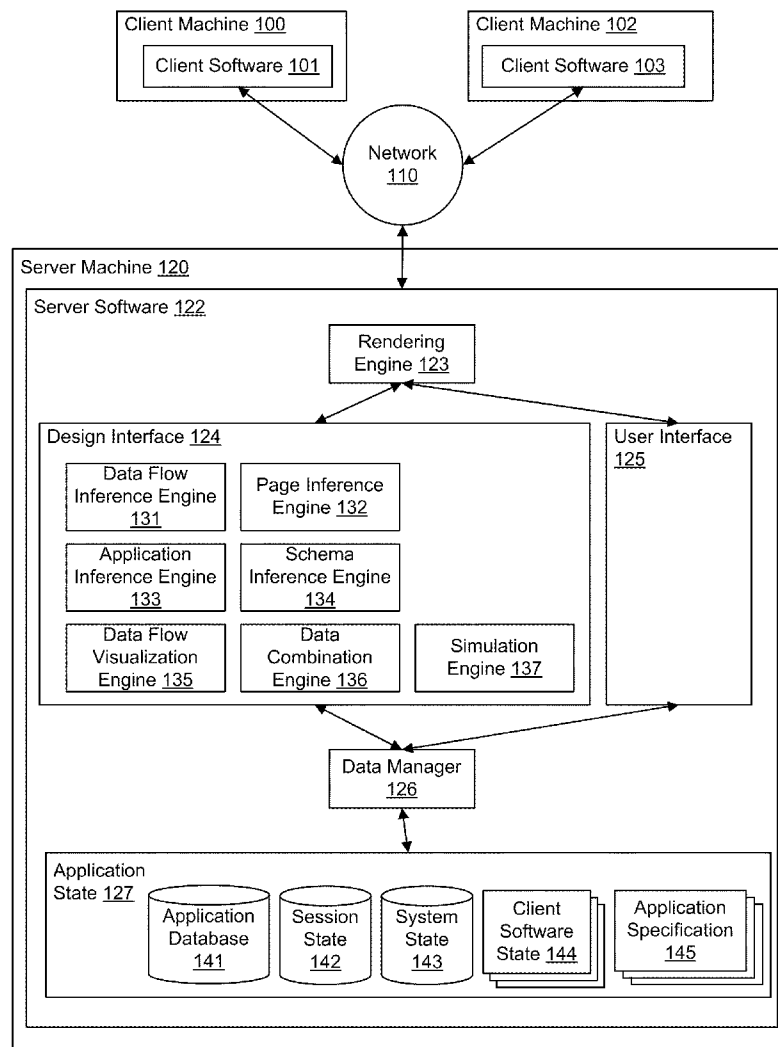 Client Machine 100
Client Software 101
Client Machine 102
Client Software 103
Network
110
Server Machine 120
Server Software 122
Rendering
Engine 123
Design Interface 124
Data Flow
Inference Engine
131
Page Inference
Engine 132
Application
Inference Engine
133
Schema
Inference Engine
134
Data Flow
Visualization
Engine 135
Data
Combination
Engine 136
Simulation
Engine 137
User Interface
125
Data Manager
126
Application
State 127
Application
Database
141
Session
State
142
System
State
143
Client
Software
State 144
Application
Specification
145